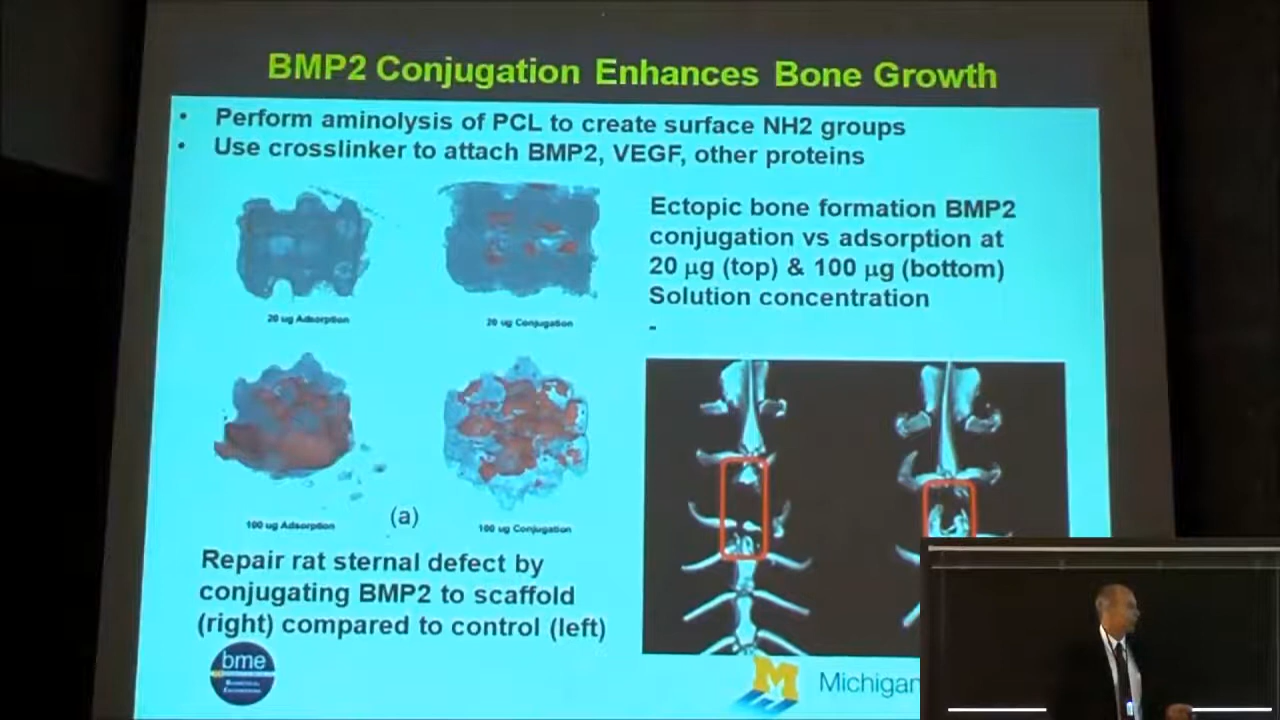 BMP2 Conjugation Enhances Bone Growth
• Perform aminolysis of PCL to create surface NH2 groups
• Use crosslinker to attach BMP2, VEGF, other proteins
Ectopic bone formation BMP2
conjugation vs adsorption at
20 µg (top) & 100 µg (bottom)
Solution concentration
-
20 ug Adsorption
20 ug Conjugation
100 ug Adsorption
(a)
100 ug Conjugation
Repair rat sternal defect by
conjugating BMP2 to scaffold
(right) compared to control (left)
bme
M
Michigan